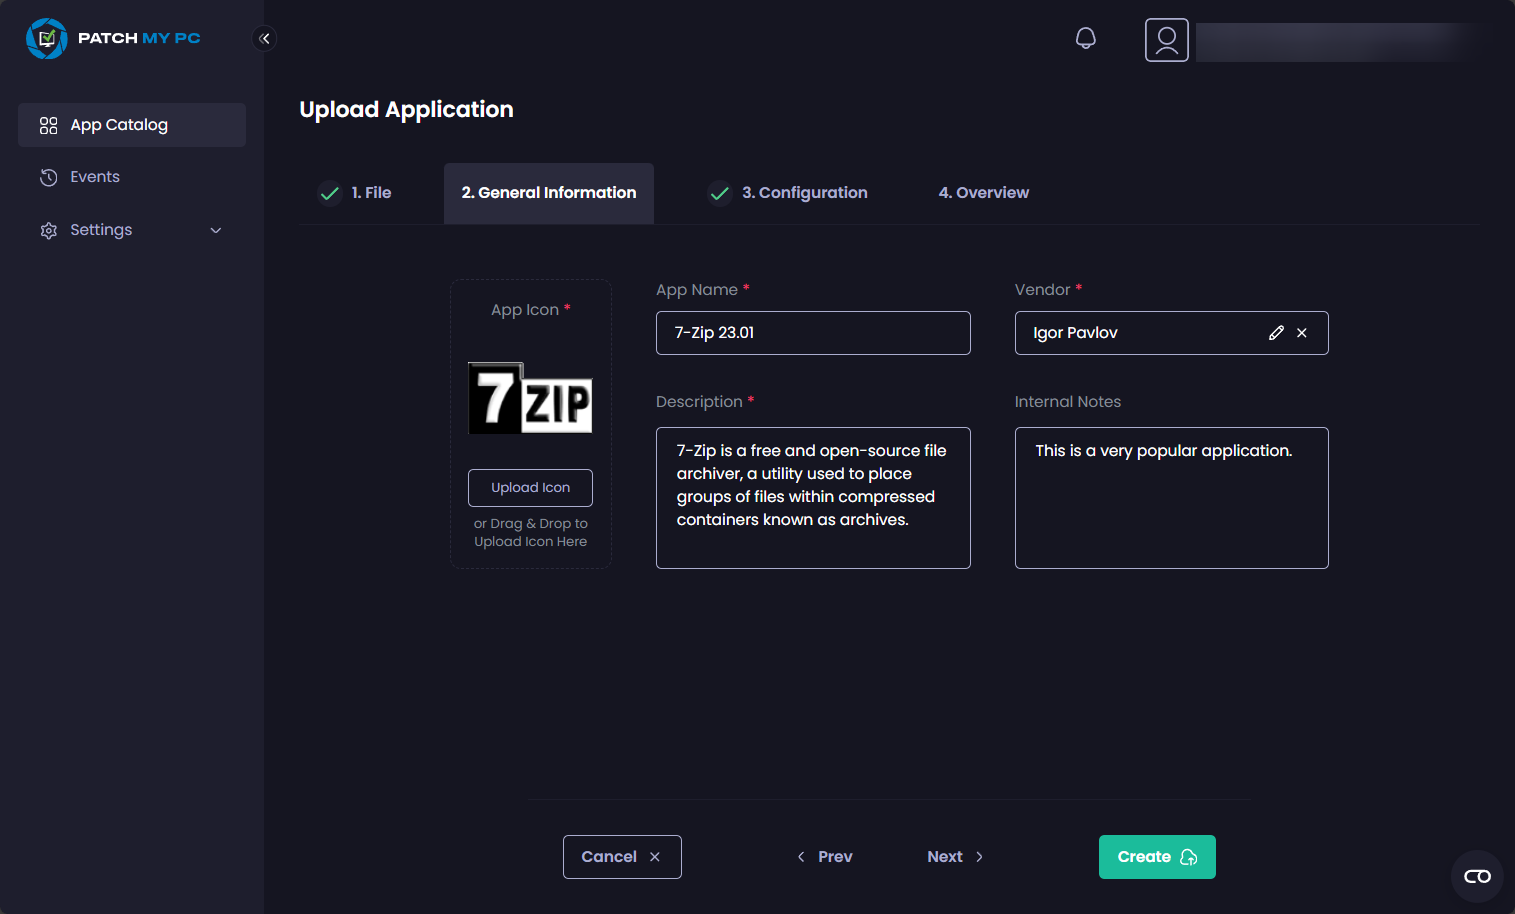 PATCH MY PC
App Catalog
Events
Settings
Upload Application
1. File
2. General Information
3. Configuration
4. Overview
App Icon *
7 ZIP
Upload Icon
or Drag & Drop to
Upload Icon Here
App Name *
7-Zip 23.01
Vendor *
Igor Pavlov
Description *
7-Zip is a free and open-source file
archiver, a utility used to place
groups of files within compressed
containers known as archives.
Internal Notes
This is a very popular application.
Cancel
Prev
Next
Create